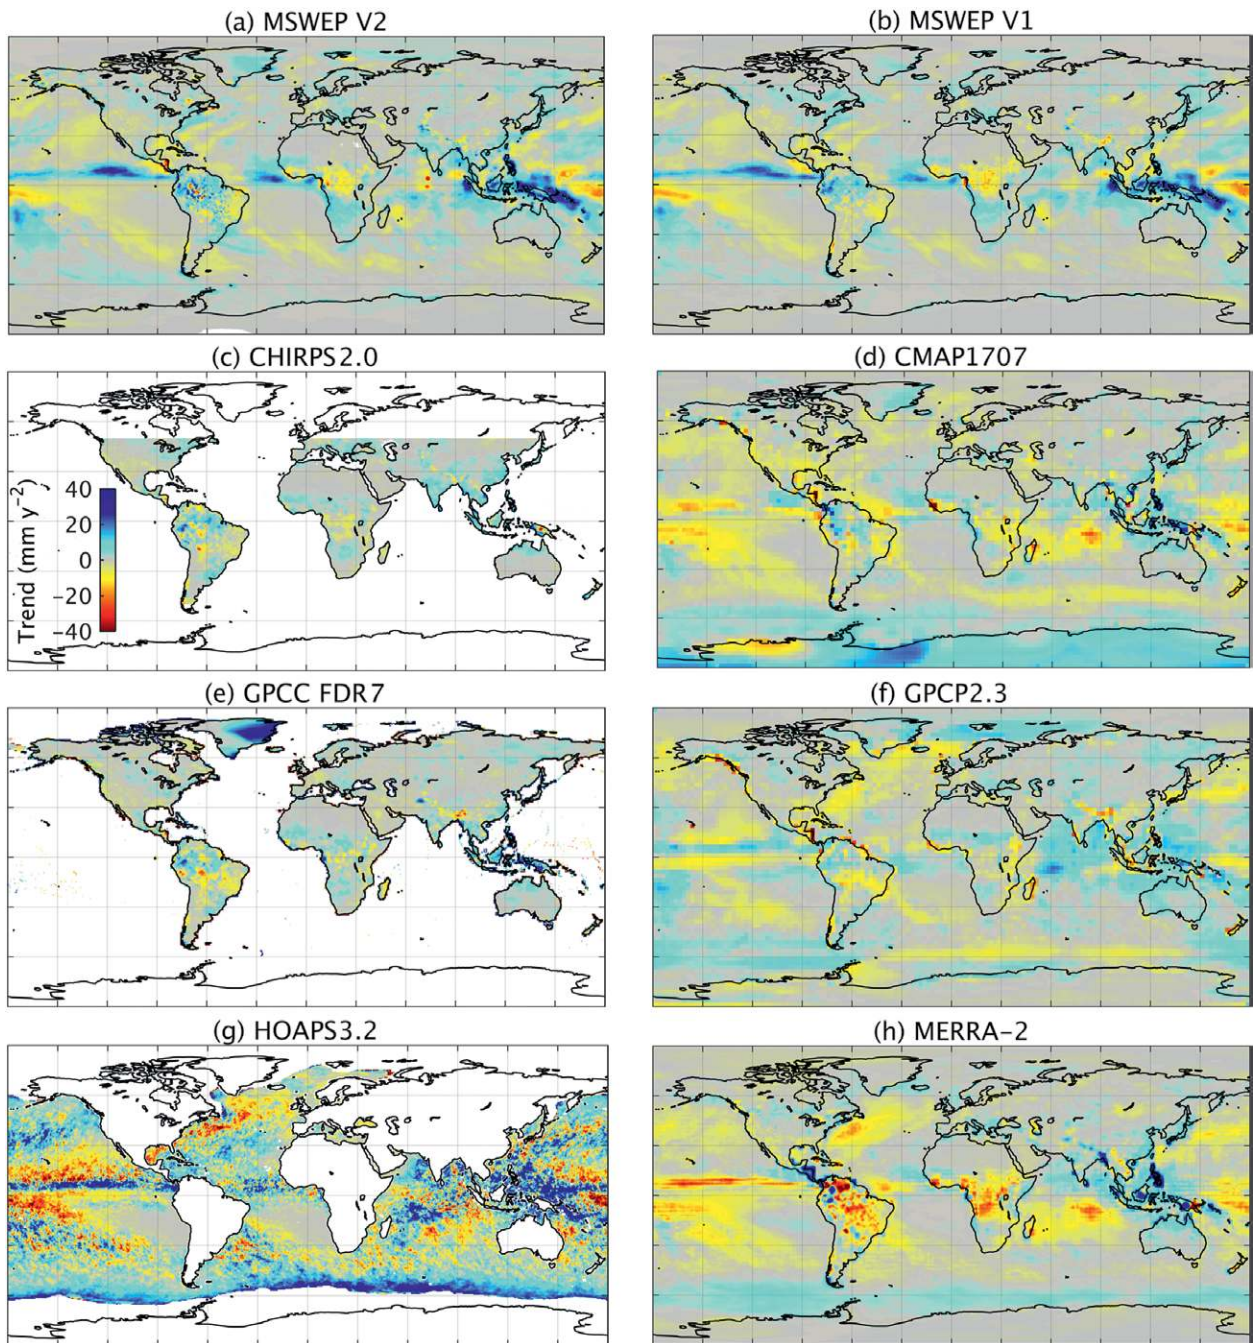 (a) MSWEP V2
(b) MSWEP V1
(c) CHIRPS2.0
(d) CMAP1707
Trend (mm y⁻²)
40
20
0
−20
−40
(e) GPCC FDR7
(f) GPCP2.3
(g) HOAPS3.2
(h) MERRA−2